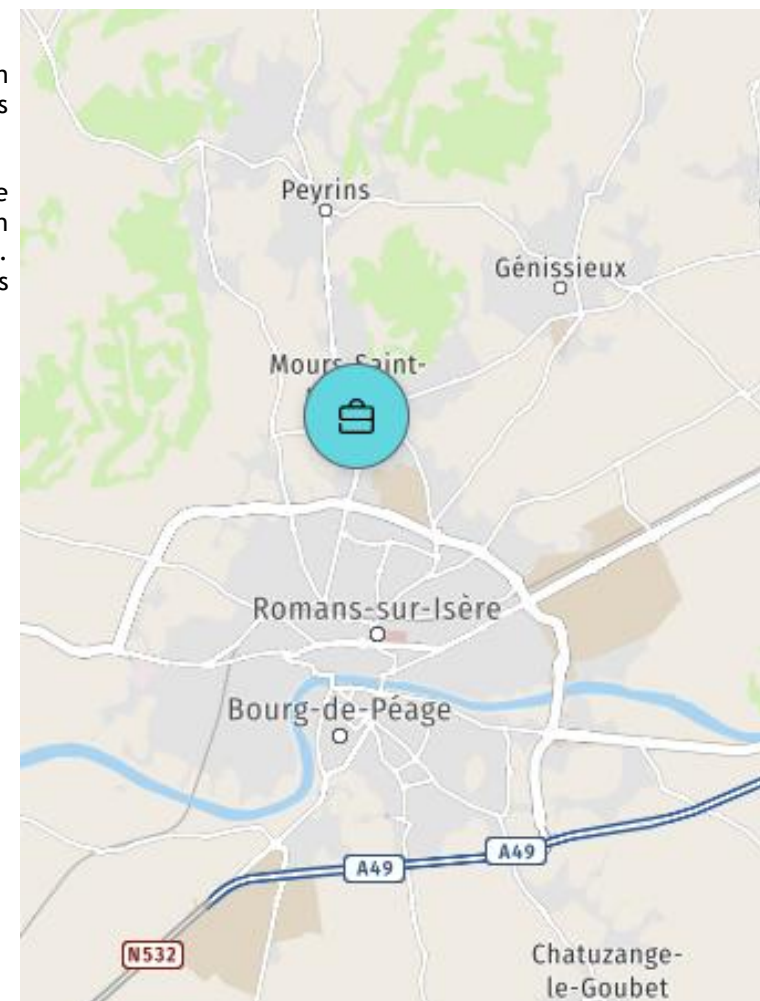 n
s
e
n
.
s
Peyrins
Génissieux
Mours-Saint-
Romans-sur-Isère
Bourg-de-Péage
A49
A49
N532
Chatuzange-
le-Goubet